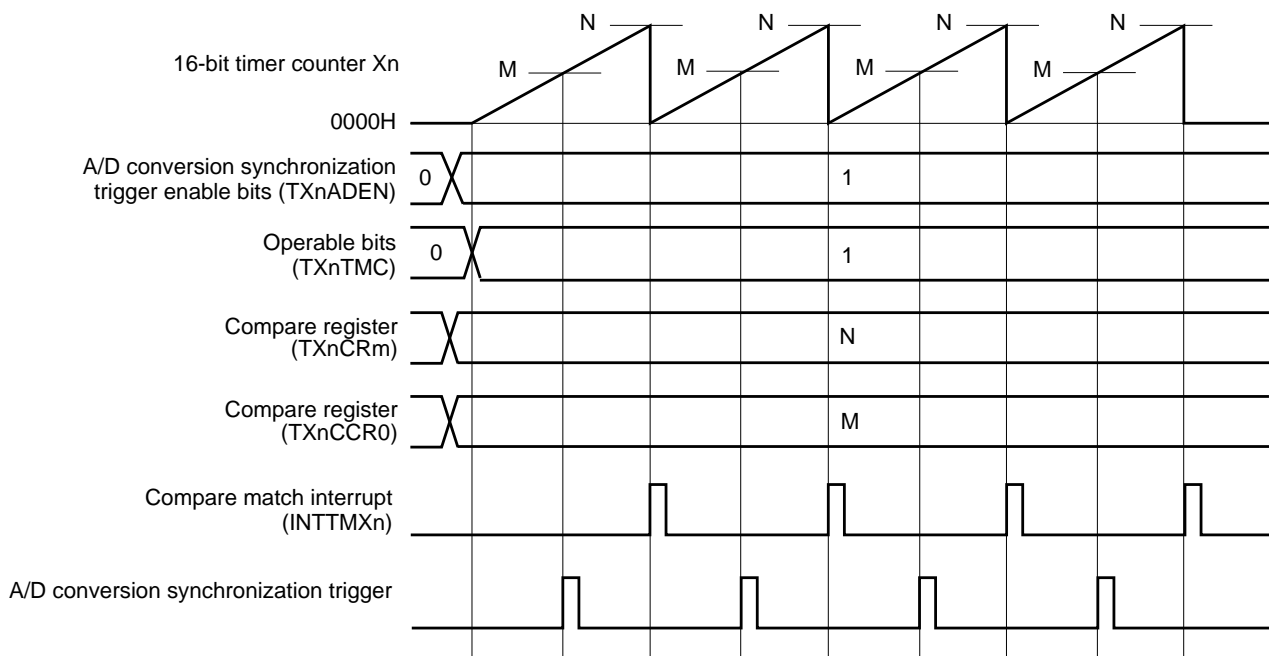 N N N N
16-bit timer counter Xn
M M M M
0000H
A/D conversion synchronization
trigger enable bits (TXnADEN)
0 1
Operable bits
(TXnTMC)
0 1
Compare register
(TXnCRm)
N
Compare register
(TXnCCR0)
M
Compare match interrupt
(INTTMXn)
A/D conversion synchronization trigger